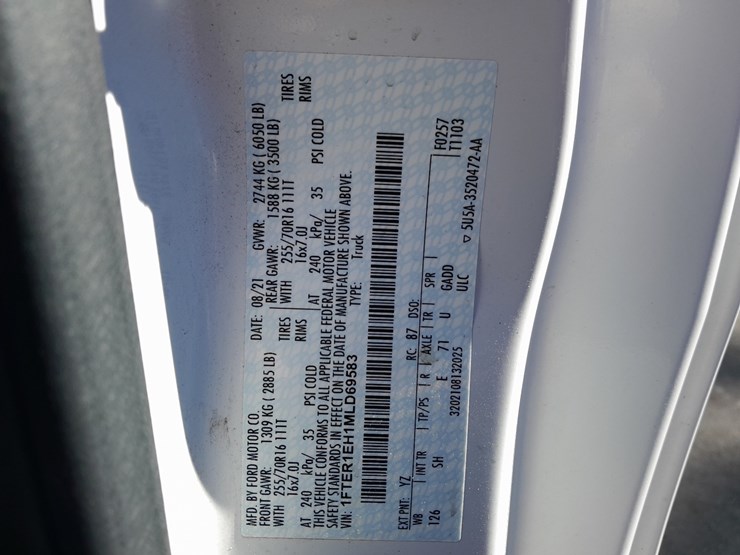 MFD. BY FORD MOTOR CO.
DATE: 08/21 GVWR: 2744 KG ( 6050 LB)
FRONT GAWR: 1309 KG ( 2885 LB) REAR GAWR: 1588 KG ( 3500 LB)
WITH 255/70R16 111T TIRES WITH 255/70R16 111T TIRES
16x7.0J RIMS 16x7.0J RIMS
AT 240 kPa/ 35 PSI COLD AT 240 kPa/ 35 PSI COLD
THIS VEHICLE CONFORMS TO ALL APPLICABLE FEDERAL MOTOR VEHICLE
SAFETY STANDARDS IN EFFECT ON THE DATE OF MANUFACTURE SHOWN ABOVE.
VIN: 1FTER1EH1MLD69583 TYPE: Truck
EXT PNT: YZ RC: 87 DSO: F0257
WB INT TR TP/PS R AXLE TR SPR T1103
126 SH E 71 U GADD
ULC
3202108132025 5U5A-3520472-AA